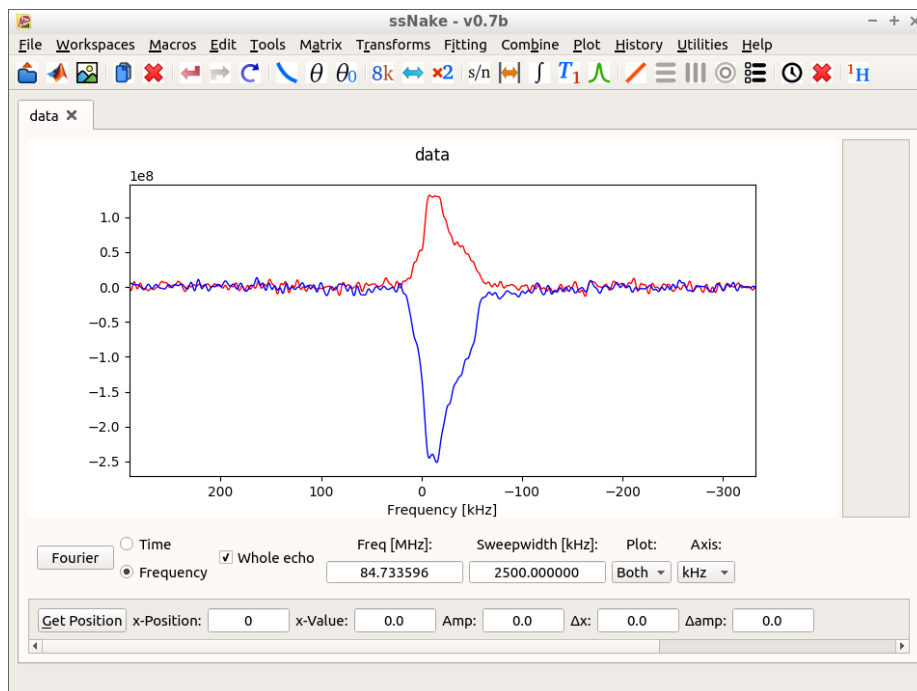 ssNake - v0.7b
File Workspaces Macros Edit Tools Matrix Transforms Fitting Combine Plot History Utilities Help
θ θ0 8k ×2 s/n ∫ T1 1H
data
data
1e8
1.0
0.5
0.0
−0.5
−1.0
−1.5
−2.0
−2.5
200 100 0 −100 −200 −300
Frequency [kHz]
Fourier
Time
Frequency
Whole echo
Freq [MHz]: Sweepwidth [kHz]: Plot: Axis:
84.733596 2500.000000 Both kHz
Get Position x-Position: 0 x-Value: 0.0 Amp: 0.0 Δx: 0.0 Δamp: 0.0